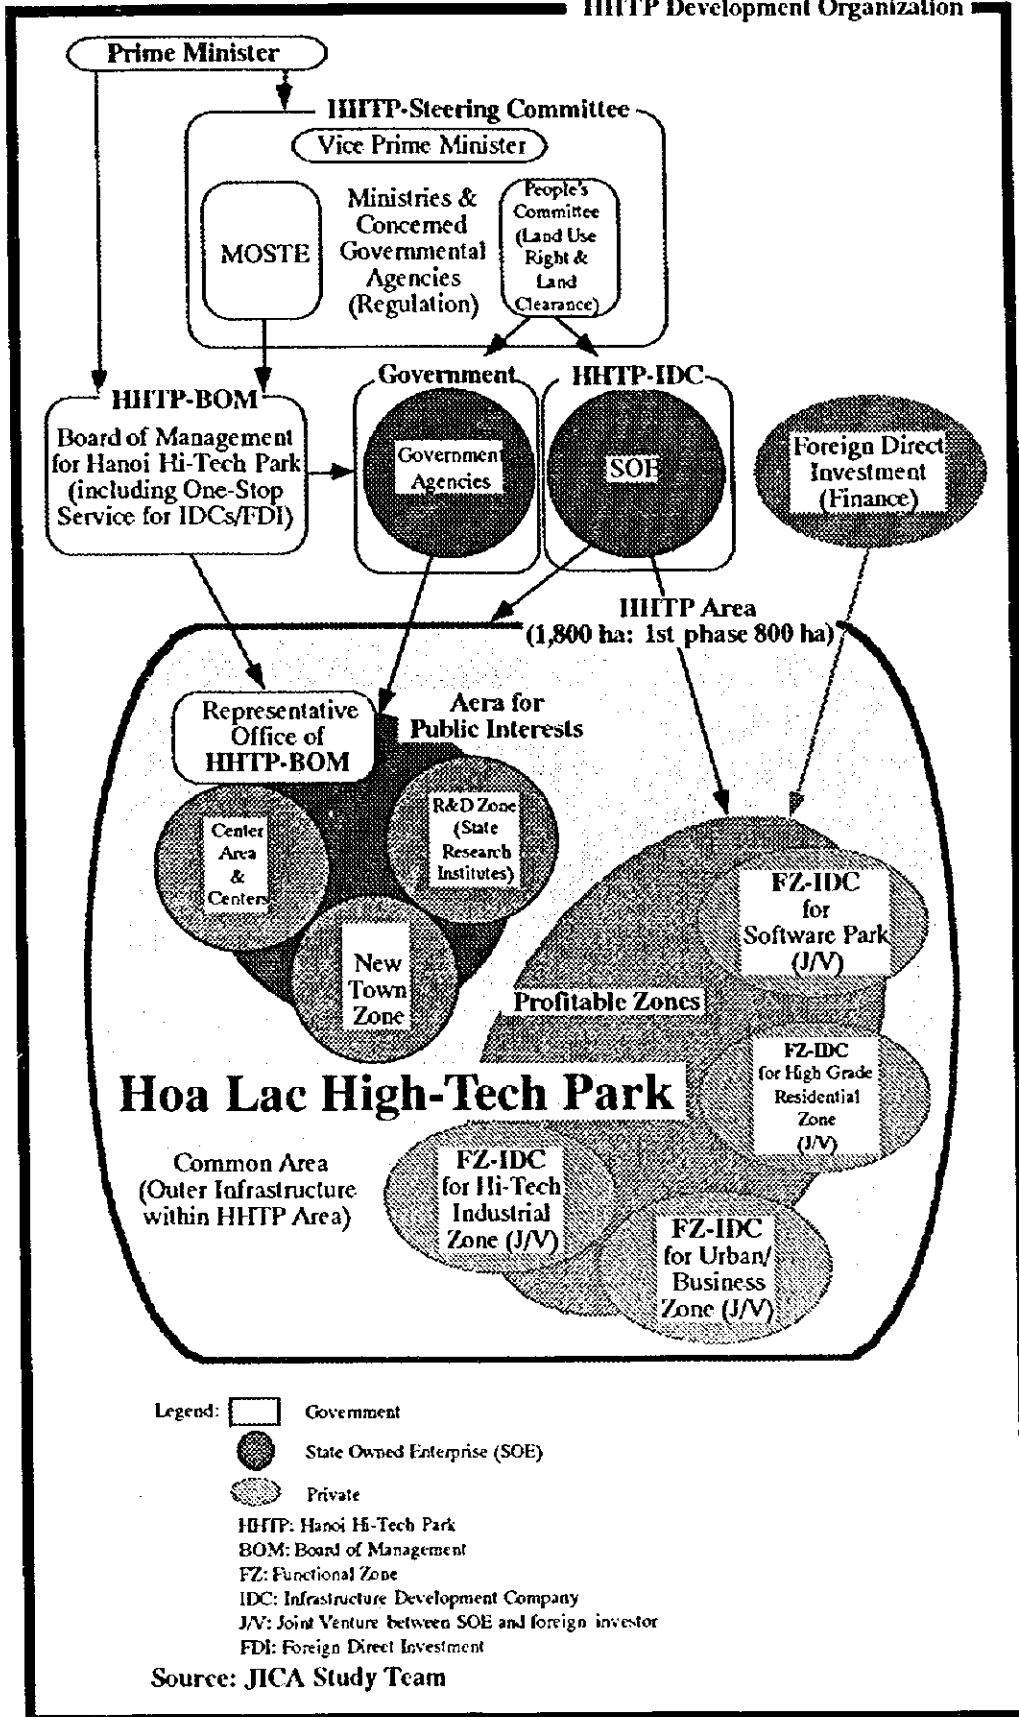 HHTP Development Organization
Prime Minister
HHTP-Steering Committee
Vice Prime Minister
MOSTE
Ministries &
Concerned
Governmental
Agencies
(Regulation)
People's
Committee
(Land Use
Right &
Land
Clearance)
HHTP-BOM
Board of Management
for Hanoi Hi-Tech Park
(including One-Stop
Service for IDCs/FDI)
Government
Government
Agencies
HHTP-IDC
SOE
Foreign Direct
Investment
(Finance)
HHTP Area
(1,800 ha: 1st phase 800 ha)
Representative
Office of
HHTP-BOM
Aera for
Public Interests
Center
Area
&
Centers
R&D Zone
(State
Research
Institutes)
New
Town
Zone
Profitable Zones
FZ-IDC
for
Software Park
(J/V)
FZ-IDC
for High Grade
Residential
Zone
(J/V)
Hoa Lac High-Tech Park
Common Area
(Outer Infrastructure
within HHTP Area)
FZ-IDC
for Hi-Tech
Industrial
Zone (J/V)
FZ-IDC
for Urban/
Business
Zone (J/V)
Legend:
Government
State Owned Enterprise (SOE)
Private
HHTP: Hanoi Hi-Tech Park
BOM: Board of Management
FZ: Functional Zone
IDC: Infrastructure Development Company
J/V: Joint Venture between SOE and foreign investor
FDI: Foreign Direct Investment
Source: JICA Study Team